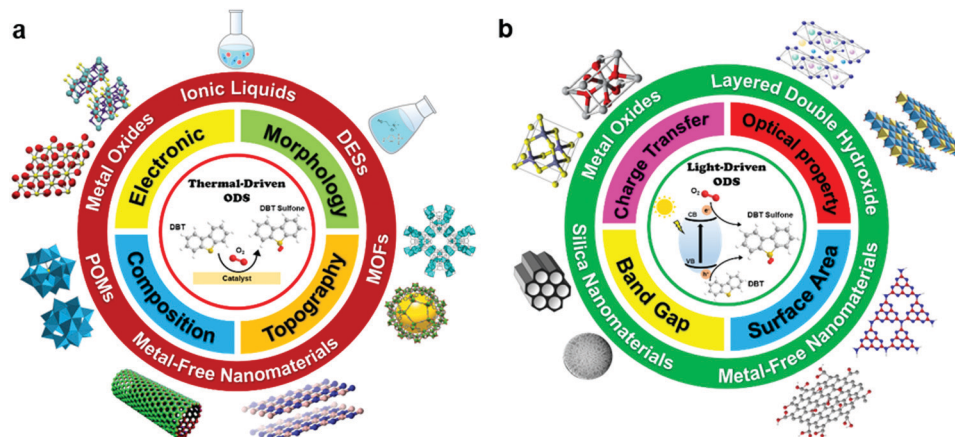 a
Ionic Liquids
DESs
MOFs
Metal-Free Nanomaterials
POMs
Metal Oxides
Electronic
Morphology
Topography
Composition
Thermal-Driven
ODS
DBT Sulfone
DBT
O₂
Catalyst
b
Metal Oxides
Layered Double Hydroxide
Metal-Free Nanomaterials
Silica Nanomaterials
Charge Transfer
Optical property
Surface Area
Band Gap
Light-Driven
ODS
O₂
CB
e⁻
DBT Sulfone
VB
h⁺
DBT